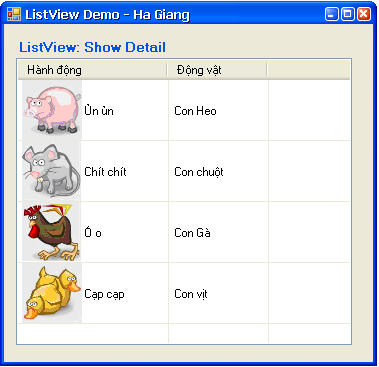 ListView Demo - Ha Giang
ListView: Show Detail
Hành động Động vật
Ủn ủn Con Heo
Chít chít Con chuột
Ó o Con Gà
Cạp cạp Con vịt